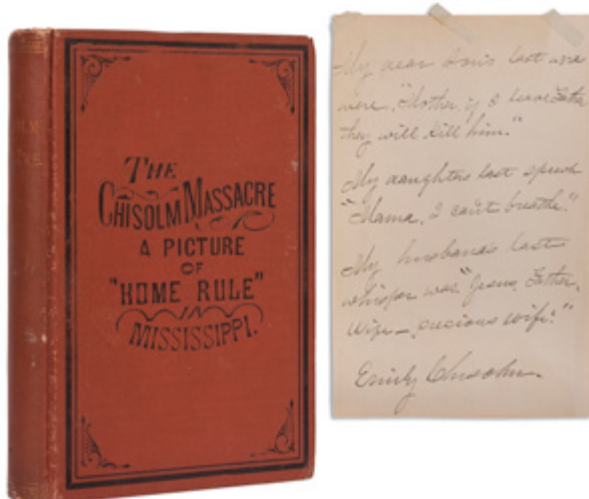 THE
CHISOLM MASSACRE
A PICTURE
OF
"HOME RULE"
IN
MISSISSIPPI.
My dear Son's last words
were, "Mother, if I leave Father
they will kill him."
My daughters last speech
"Mama, I can't breathe."
My husbands last
whisper was "Jesus, Father,
Wife—precious wife."
Emily Chisolm.